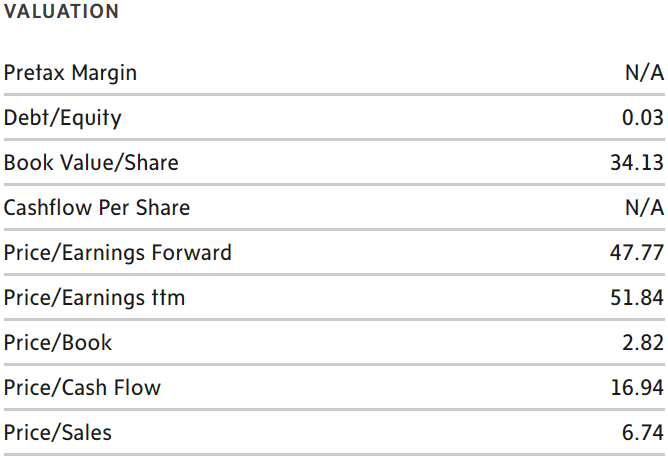 VALUATION
Pretax Margin N/A
Debt/Equity 0.03
Book Value/Share 34.13
Cashflow Per Share N/A
Price/Earnings Forward 47.77
Price/Earnings ttm 51.84
Price/Book 2.82
Price/Cash Flow 16.94
Price/Sales 6.74